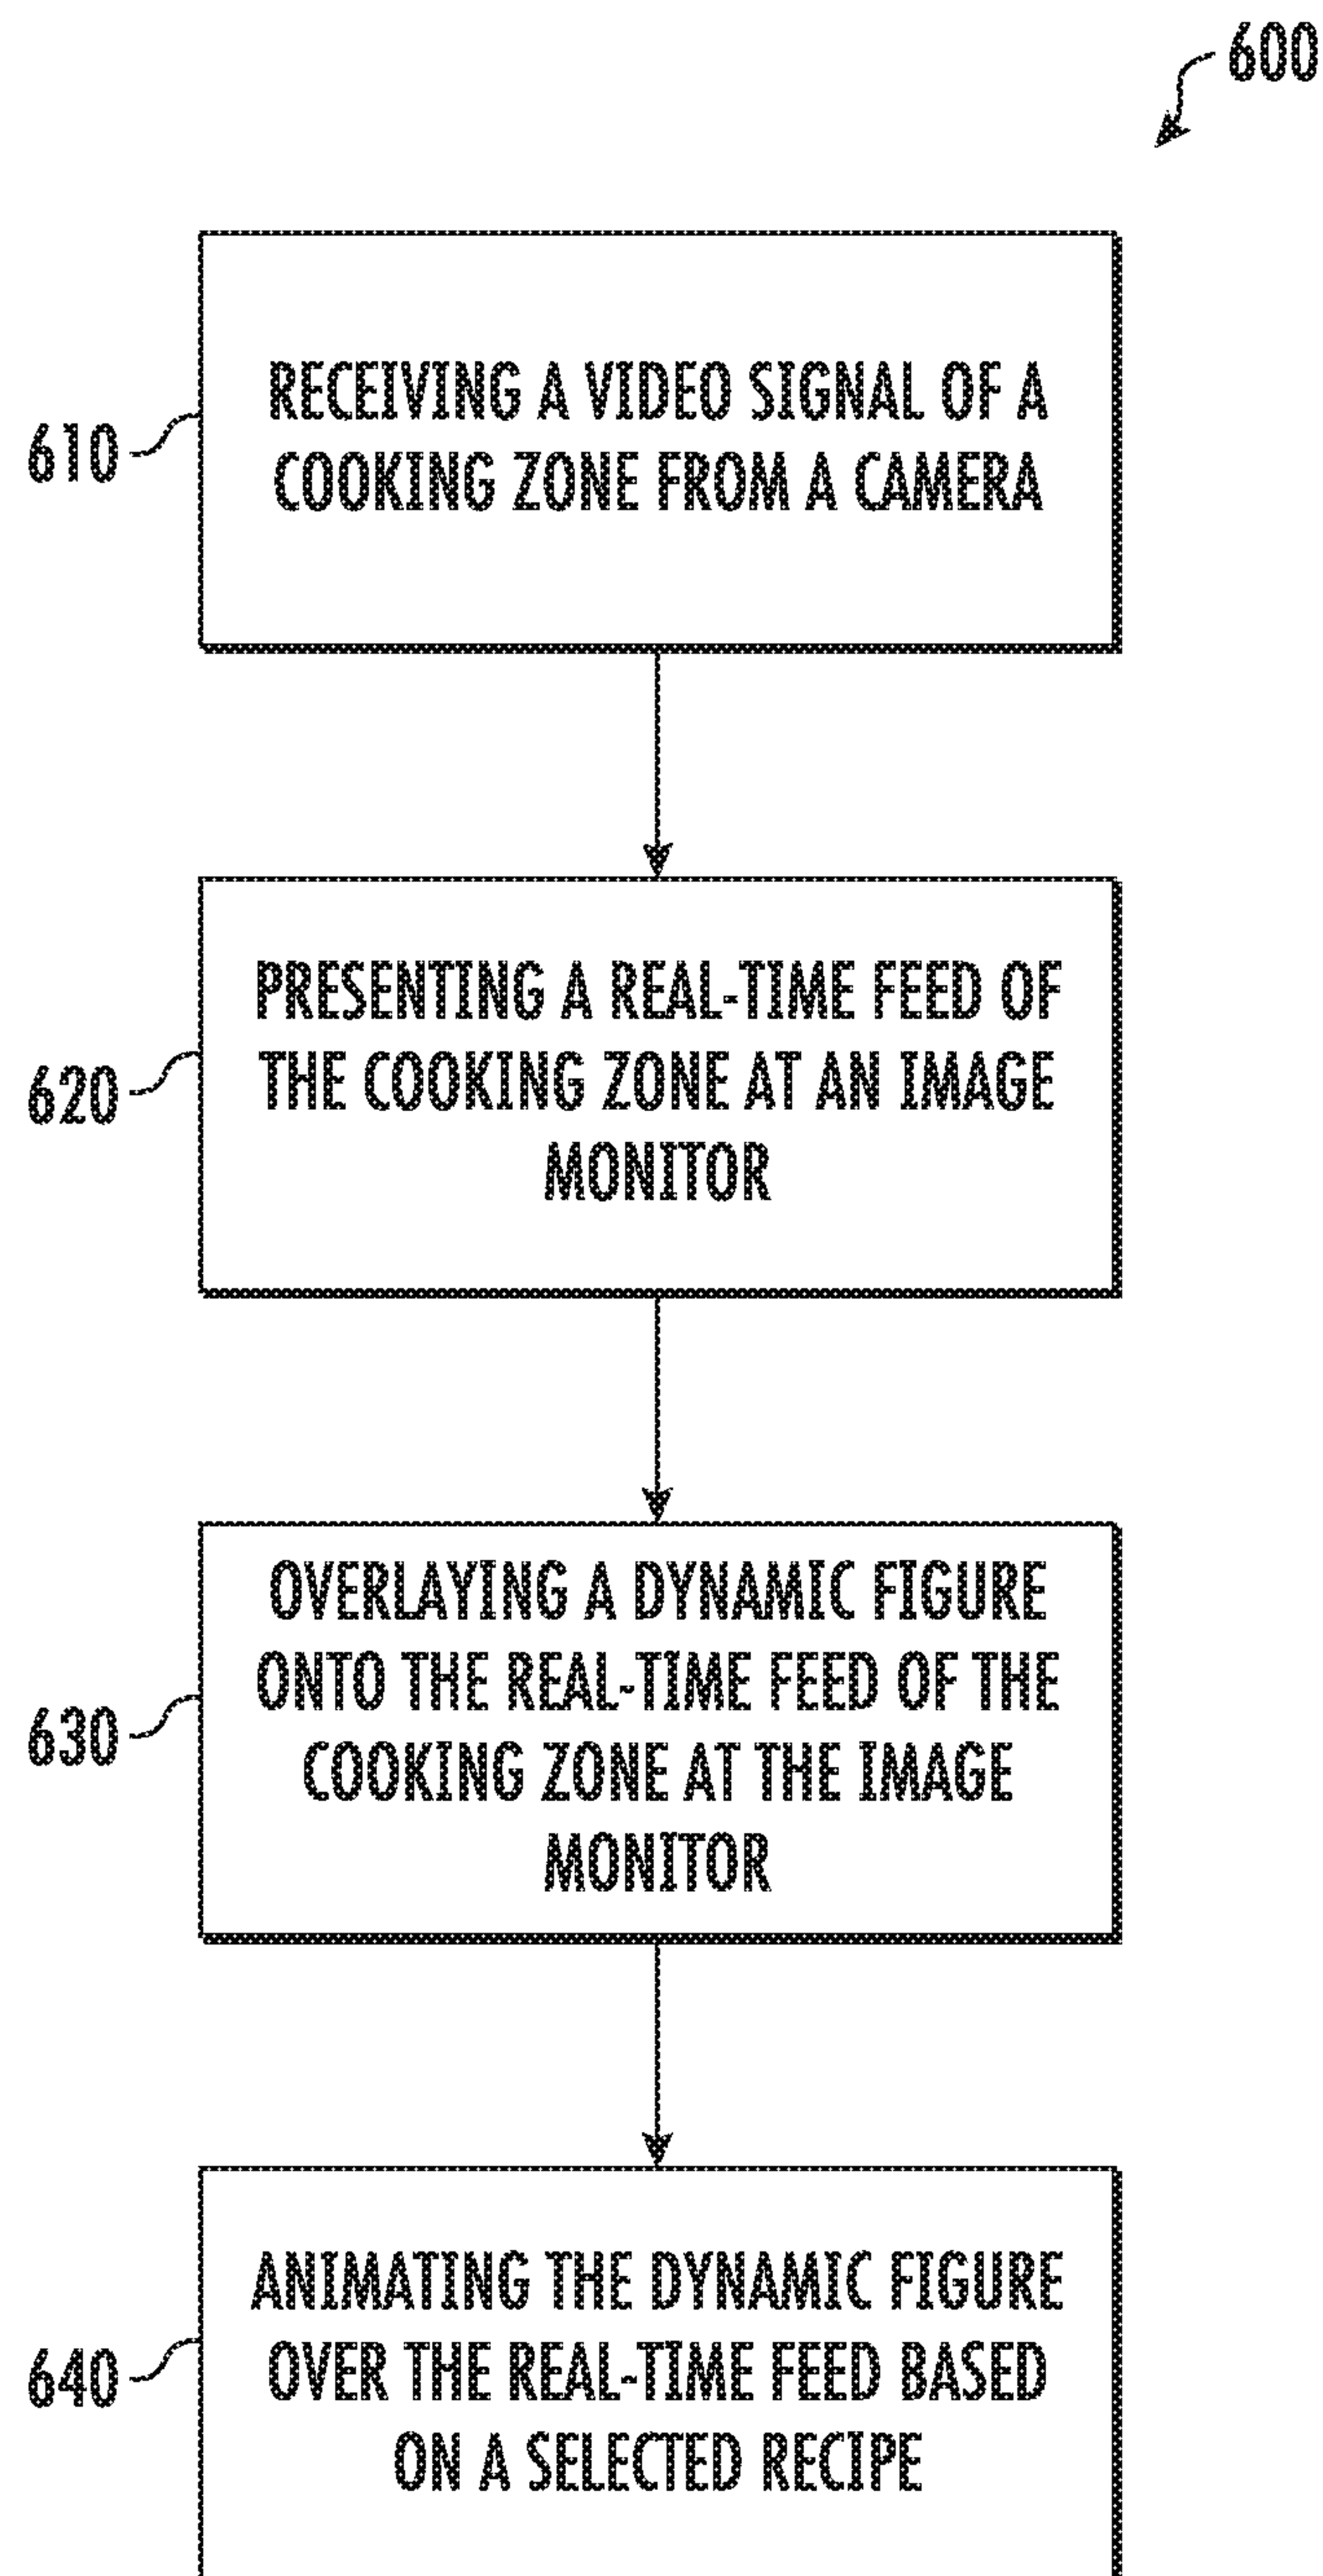 600
610
RECEIVING A VIDEO SIGNAL OF A
COOKING ZONE FROM A CAMERA
620
PRESENTING A REAL-TIME FEED OF
THE COOKING ZONE AT AN IMAGE
MONITOR
630
OVERLAYING A DYNAMIC FIGURE
ONTO THE REAL-TIME FEED OF THE
COOKING ZONE AT THE IMAGE
MONITOR
640
ANIMATING THE DYNAMIC FIGURE
OVER THE REAL-TIME FEED BASED
ON A SELECTED RECIPE